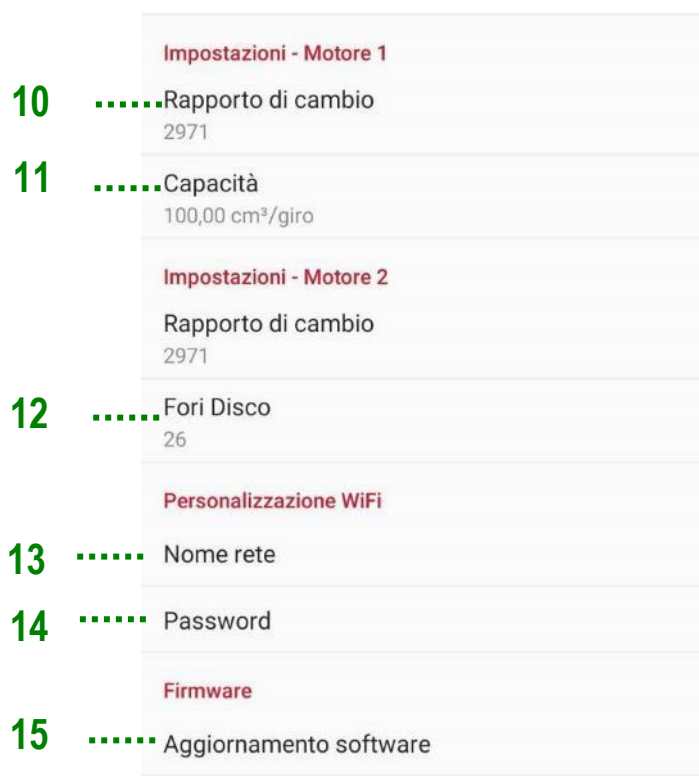 Impostazioni - Motore 1
10 ......Rapporto di cambio
2971
11 ......Capacità
100,00 cm³/giro
Impostazioni - Motore 2
Rapporto di cambio
2971
12 ......Fori Disco
26
Personalizzazione WiFi
13 ...... Nome rete
14 ...... Password
Firmware
15 ...... Aggiornamento software